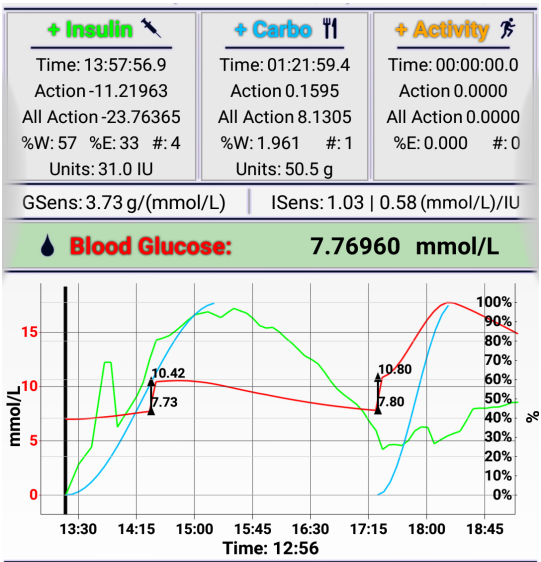 + Insulin
+ Carbo
+ Activity
Time: 13:57:56.9
Time: 01:21:59.4
Time: 00:00:00.0
Action -11.21963
Action 0.1595
Action 0.0000
All Action -23.76365
All Action 8.1305
All Action 0.0000
%W: 57 %E: 33 #: 4
%W: 1.961 #: 1
%E: 0.000 #: 0
Units: 31.0 IU
Units: 50.5 g
GSens: 3.73 g/(mmol/L)
ISens: 1.03 | 0.58 (mmol/L)/IU
Blood Glucose: 7.76960 mmol/L
mmol/L
15
10
5
0
10.42
7.73
10.80
7.80
100%
90%
80%
70%
60%
50%
40%
30%
20%
10%
0%
%
13:30 14:15 15:00 15:45 16:30 17:15 18:00 18:45
Time: 12:56